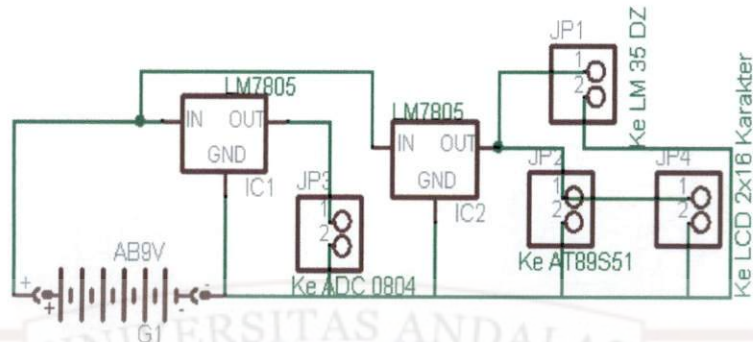 JP1
1
2
Ke LM 35 DZ
LM7805
IN OUT
GND
IC1
LM7805
IN OUT
GND
IC2
JP3
1
2
Ke ADC 0804
JP2
1
2
Ke AT89S51
JP4
1
2
Ke LCD 2x16 Karakter
AB9V
+
+
-
-
G1
UNIVERSITAS ANDALAS